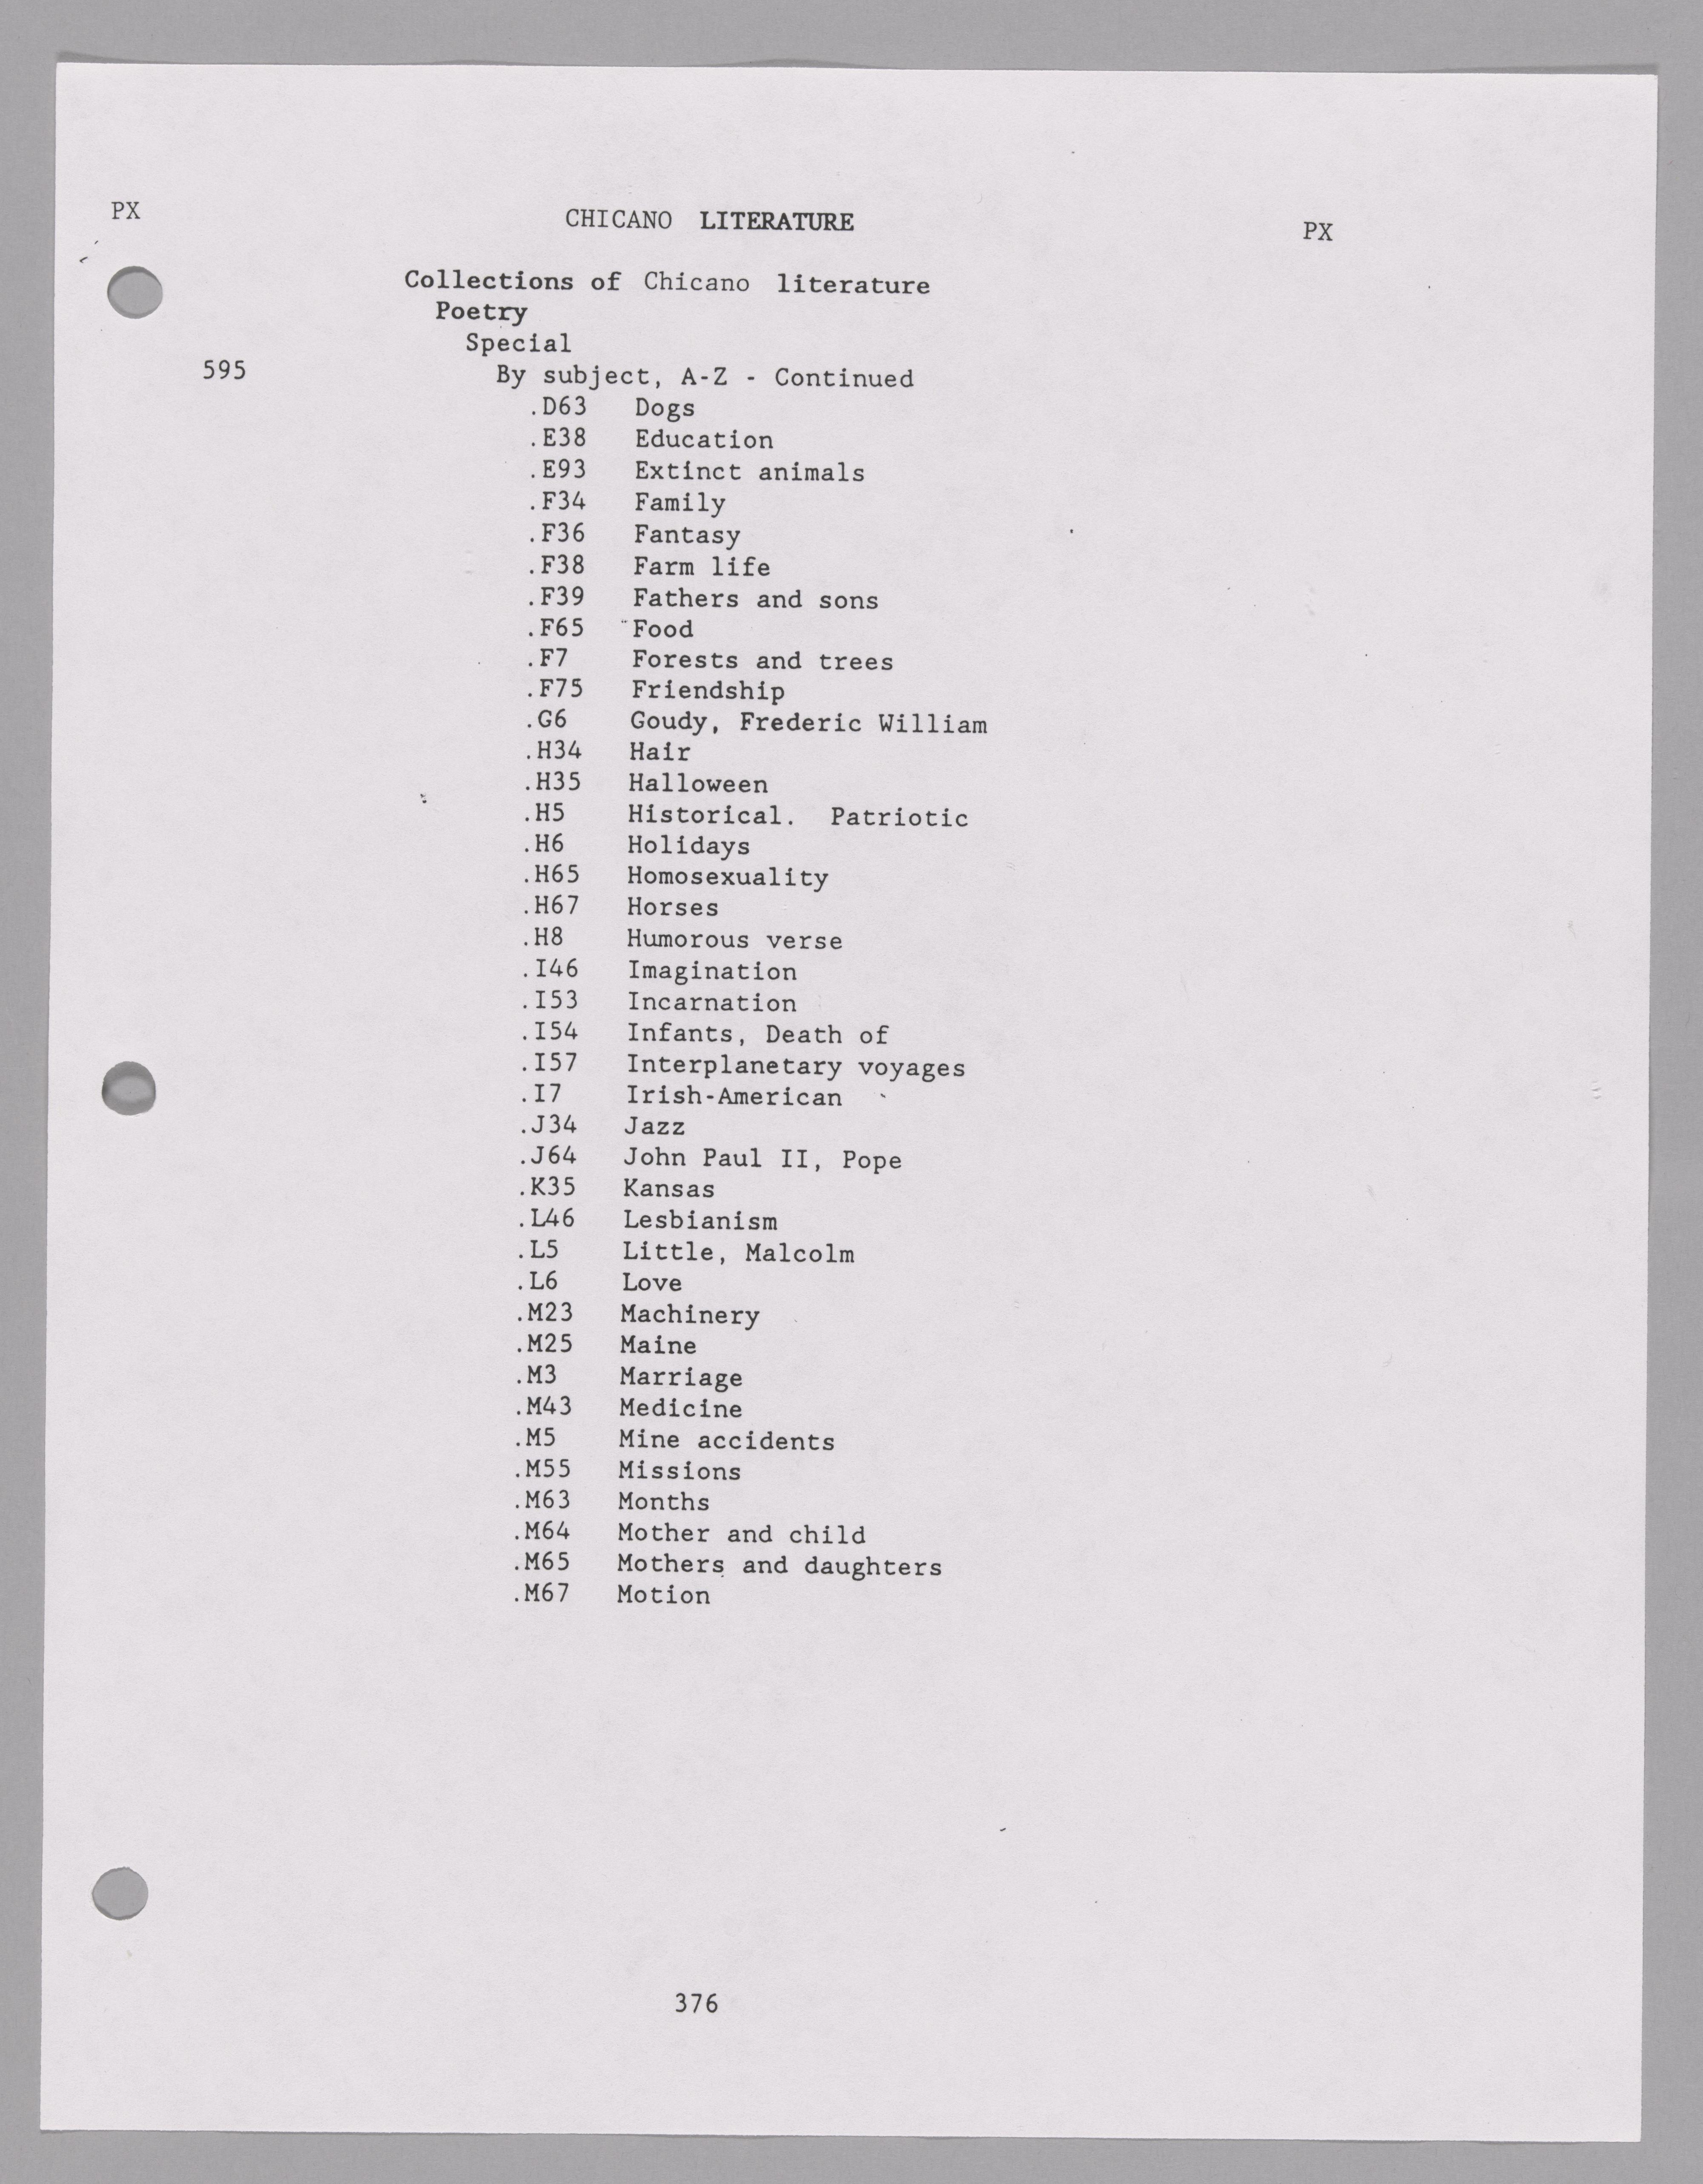 PX CHICANO LITERATURE PX
Collections of Chicano literature
Poetry
Special
595 By subject, A-Z - Continued
.D63 Dogs
.E38 Education
.E93 Extinct animals
.F34 Family
.F36 Fantasy
.F38 Farm life
.F39 Fathers and sons
.F65 Food
.F7 Forests and trees
.F75 Friendship
.G6 Goudy, Frederic William
.H34 Hair
.H35 Halloween
.H5 Historical. Patriotic
.H6 Holidays
.H65 Homosexuality
.H67 Horses
.H8 Humorous verse
.I46 Imagination
.I53 Incarnation
.I54 Infants, Death of
.I57 Interplanetary voyages
.I7 Irish-American
.J34 Jazz
.J64 John Paul II, Pope
.K35 Kansas
.L46 Lesbianism
.L5 Little, Malcolm
.L6 Love
.M23 Machinery
.M25 Maine
.M3 Marriage
.M43 Medicine
.M5 Mine accidents
.M55 Missions
.M63 Months
.M64 Mother and child
.M65 Mothers and daughters
.M67 Motion
376